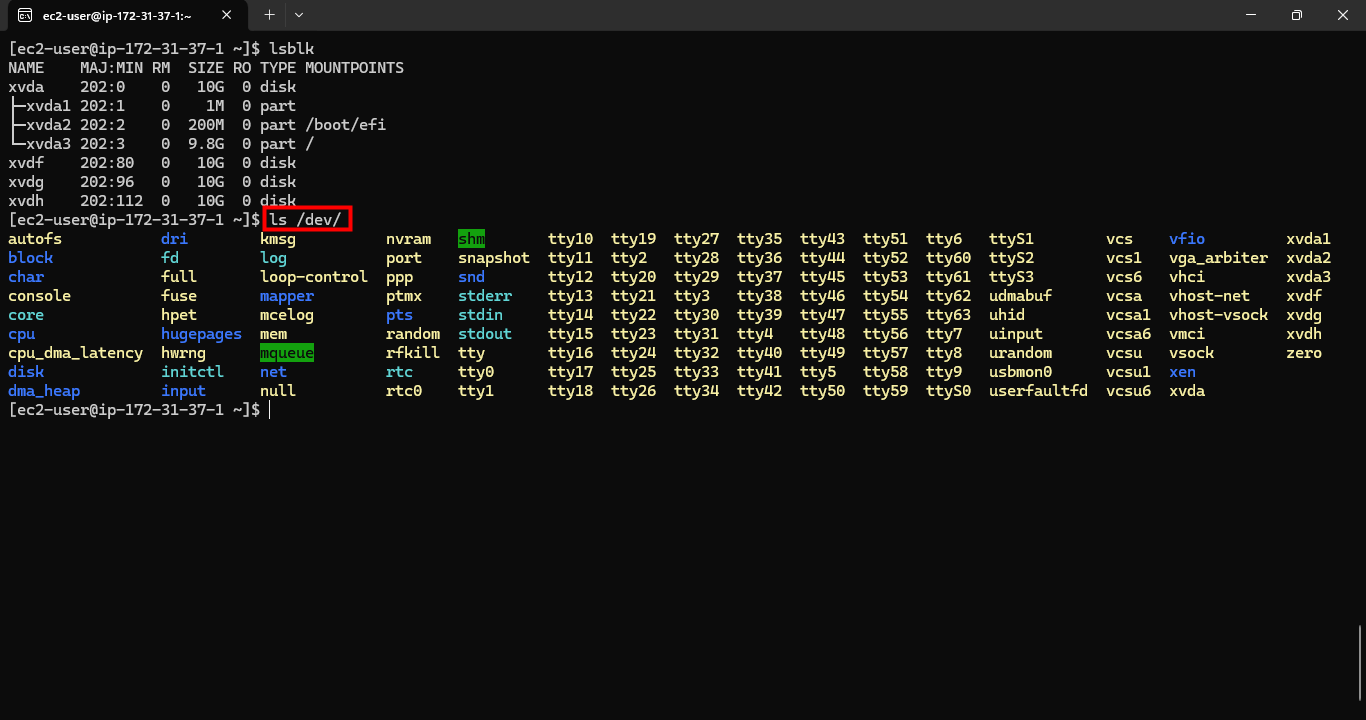 ec2-user@ip-172-31-37-1:~
[ec2-user@ip-172-31-37-1 ~]$ lsblk
NAME    MAJ:MIN RM  SIZE RO TYPE MOUNTPOINTS
xvda    202:0    0   10G  0 disk
├─xvda1 202:1    0    1M  0 part
├─xvda2 202:2    0  200M  0 part /boot/efi
└─xvda3 202:3    0  9.8G  0 part /
xvdf    202:80   0   10G  0 disk
xvdg    202:96   0   10G  0 disk
xvdh    202:112  0   10G  0 disk
[ec2-user@ip-172-31-37-1 ~]$ ls /dev/
autofs           dri        kmsg          nvram   shm       tty10  tty19  tty27  tty35  tty43  tty51  tty6   ttyS1        vcs    vfio         xvda1
block            fd         log           port    snapshot  tty11  tty2   tty28  tty36  tty44  tty52  tty60  ttyS2        vcs1   vga_arbiter  xvda2
char             full       loop-control  ppp     snd       tty12  tty20  tty29  tty37  tty45  tty53  tty61  ttyS3        vcs6   vhci         xvda3
console          fuse       mapper        ptmx    stderr    tty13  tty21  tty3   tty38  tty46  tty54  tty62  udmabuf      vcsa   vhost-net    xvdf
core             hpet       mcelog        pts     stdin     tty14  tty22  tty30  tty39  tty47  tty55  tty63  uhid         vcsa1  vhost-vsock  xvdg
cpu              hugepages  mem           random  stdout    tty15  tty23  tty31  tty4   tty48  tty56  tty7   uinput       vcsa6  vmci         xvdh
cpu_dma_latency  hwrng      mqueue        rfkill  tty       tty16  tty24  tty32  tty40  tty49  tty57  tty8   urandom      vcsu   vsock        zero
disk             initctl    net           rtc     tty0      tty17  tty25  tty33  tty41  tty5   tty58  tty9   usbmon0      vcsu1  xen
dma_heap         input      null          rtc0    tty1      tty18  tty26  tty34  tty42  tty50  tty59  ttyS0  userfaultfd  vcsu6  xvda
[ec2-user@ip-172-31-37-1 ~]$